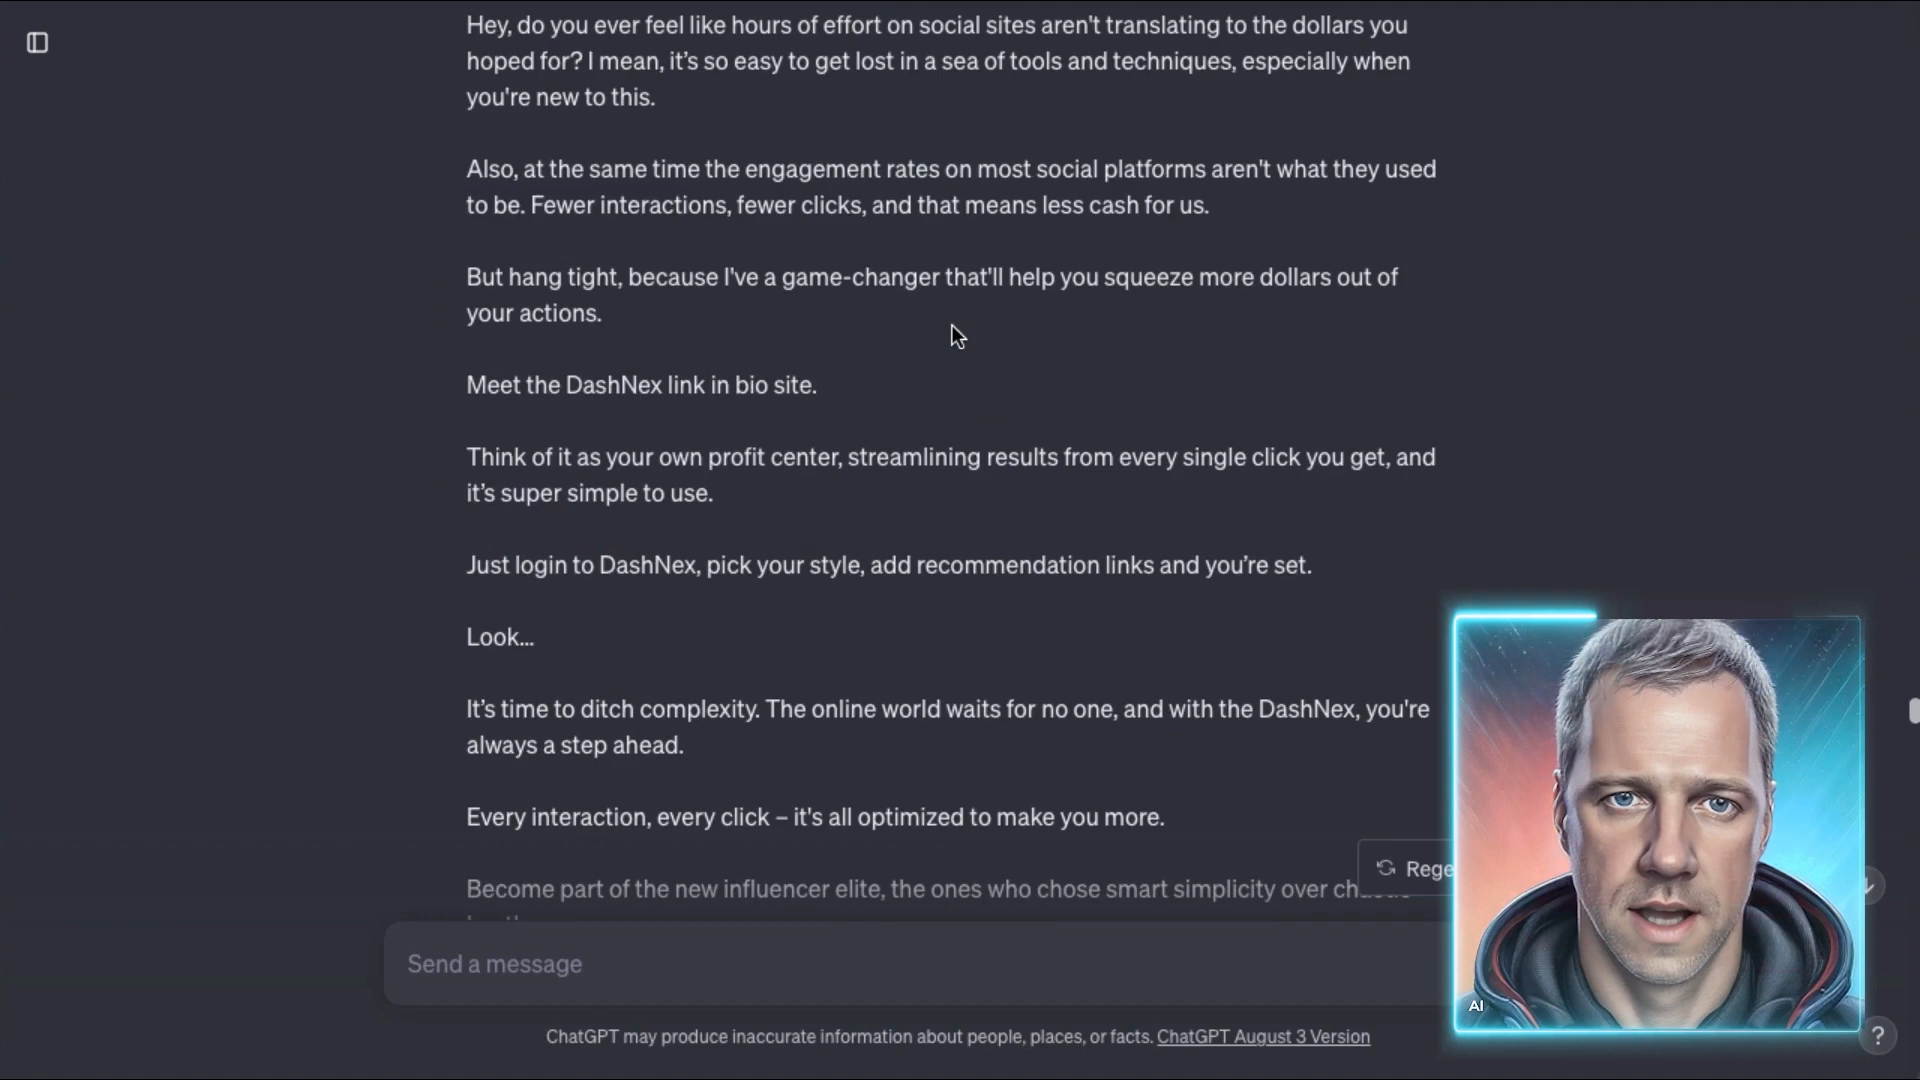 Hey, do you ever feel like hours of effort on social sites aren't translating to the dollars you
hoped for? I mean, it’s so easy to get lost in a sea of tools and techniques, especially when
you're new to this.
Also, at the same time the engagement rates on most social platforms aren't what they used
to be. Fewer interactions, fewer clicks, and that means less cash for us.
But hang tight, because I've a game-changer that'll help you squeeze more dollars out of
your actions.
Meet the DashNex link in bio site.
Think of it as your own profit center, streamlining results from every single click you get, and
it’s super simple to use.
Just login to DashNex, pick your style, add recommendation links and you’re set.
Look...
It’s time to ditch complexity. The online world waits for no one, and with the DashNex, you're
always a step ahead.
Every interaction, every click – it's all optimized to make you more.
Rege
Become part of the new influencer elite, the ones who chose smart simplicity over
Send a message
AI
ChatGPT may produce inaccurate information about people, places, or facts. ChatGPT August 3 Version
?